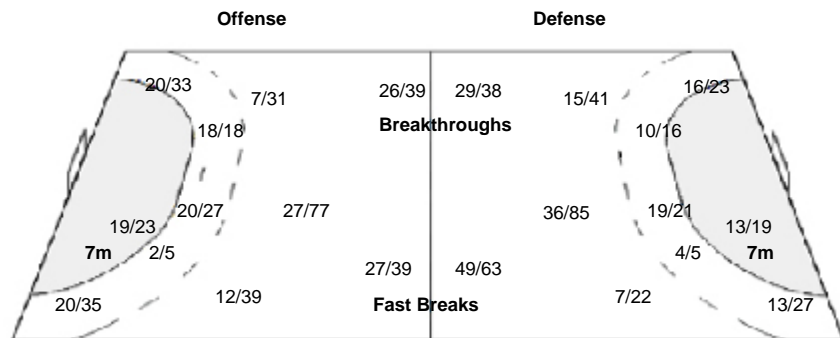 Offense Defense
20/33 7/31 26/39 29/38 15/41 16/23
18/18 Breakthroughs 10/16
19/23 20/27 27/77 36/85 19/21 13/19
7m 2/5 4/5 7m
27/39 49/63
20/35 12/39 Fast Breaks 7/22 13/27